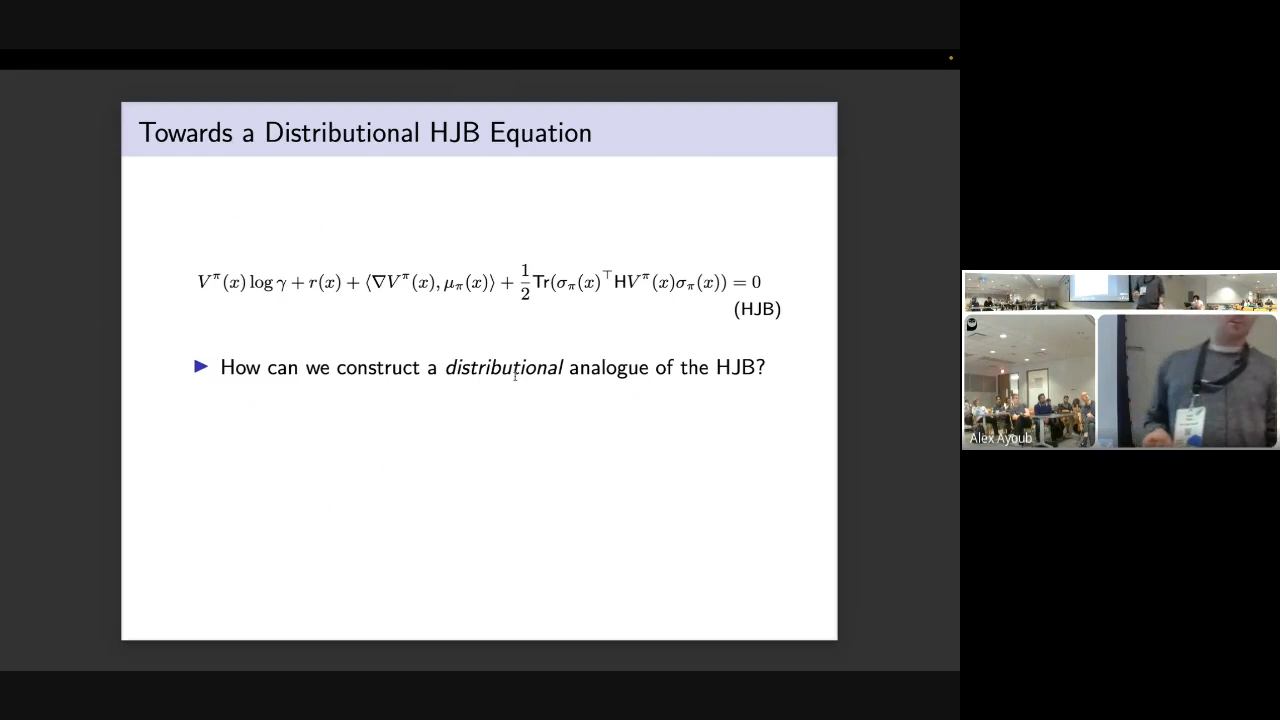 Towards a Distributional HJB Equation
V^π(x) log γ + r(x) + ⟨∇V^π(x), μ_π(x)⟩ + 1/2 Tr(σ_π(x)^⊤ H V^π(x)σ_π(x)) = 0
(HJB)
▶ How can we construct a distributional analogue of the HJB?
Alex Ayoub